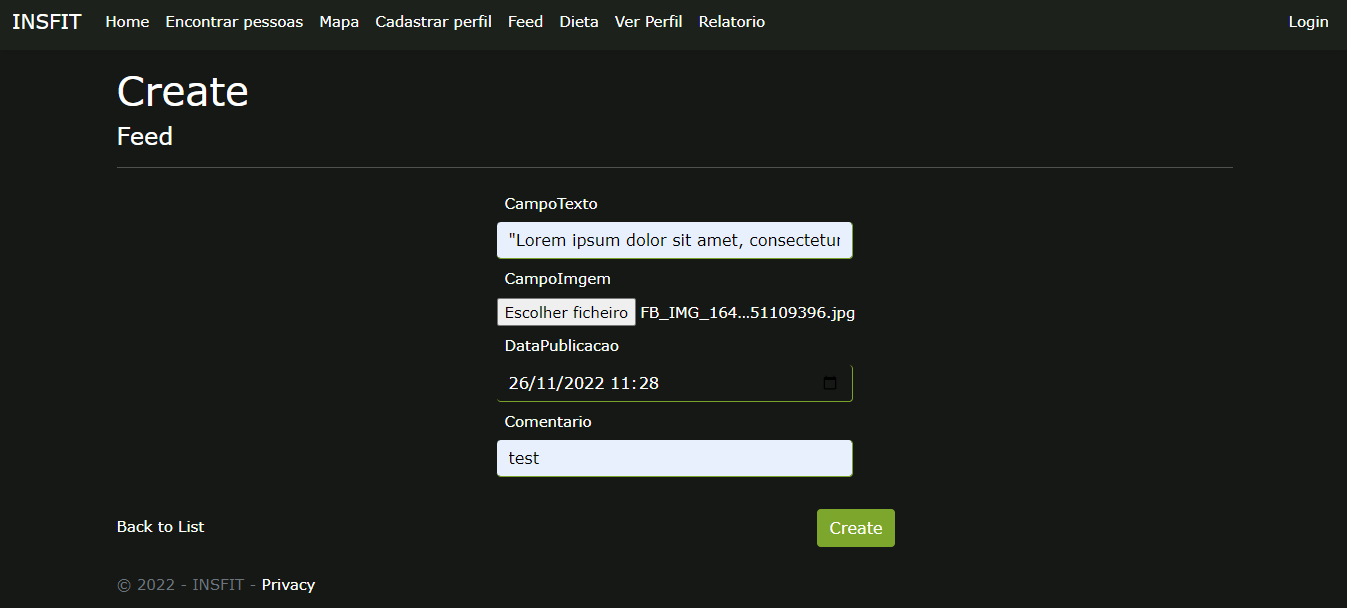 INSFIT Home Encontrar pessoas Mapa Cadastrar perfil Feed Dieta Ver Perfil Relatorio Login
Create
Feed
CampoTexto
"Lorem ipsum dolor sit amet, consectetur
CampoImgem
Escolher ficheiro FB_IMG_164...51109396.jpg
DataPublicacao
26/11/2022 11:28
Comentario
test
Back to List Create
© 2022 - INSFIT - Privacy